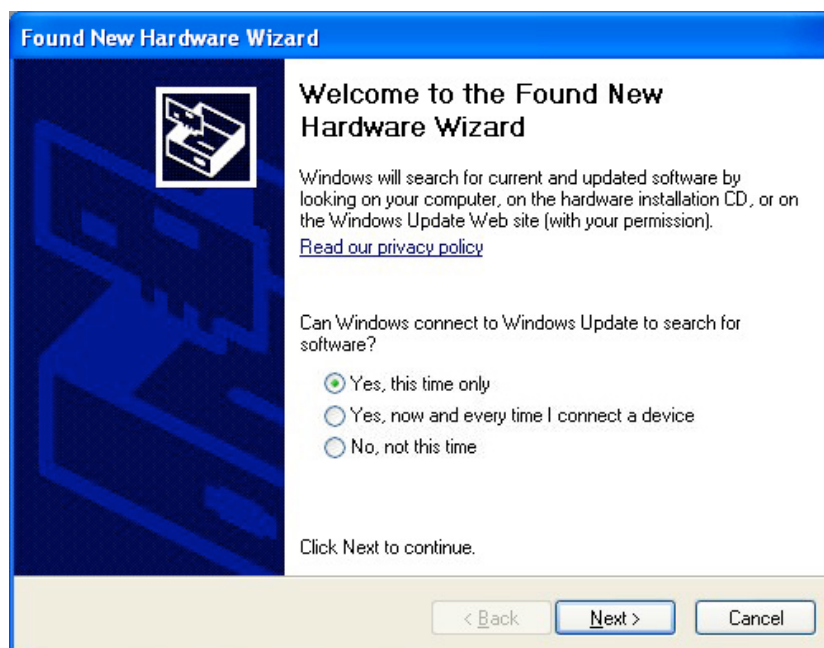 Found New Hardware Wizard
Welcome to the Found New
Hardware Wizard
Windows will search for current and updated software by
looking on your computer, on the hardware installation CD, or on
the Windows Update Web site (with your permission).
Read our privacy policy
Can Windows connect to Windows Update to search for
software?
Yes, this time only
Yes, now and every time I connect a device
No, not this time
Click Next to continue.
< Back
Next >
Cancel